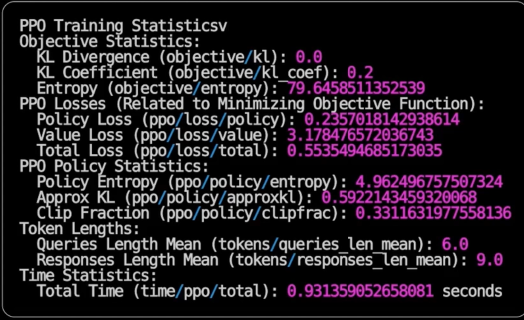 PPO Training Statisticsv
Objective Statistics:
KL Divergence (objective/kl): 0.0
KL Coefficient (objective/kl_coef): 0.2
Entropy (objective/entropy): 79.6458511352539
PPO Losses (Related to Minimizing Objective Function):
Policy Loss (ppo/loss/policy): 0.2357018142938614
Value Loss (ppo/loss/value): 3.178476572036743
Total Loss (ppo/loss/total): 0.5535494685173035
PPO Policy Statistics:
Policy Entropy (ppo/policy/entropy): 4.962496757507324
Approx KL (ppo/policy/approxkl): 0.5922143459320068
Clip Fraction (ppo/policy/clipfrac): 0.3311631977558136
Token Lengths:
Queries Length Mean (tokens/queries_len_mean): 6.0
Responses Length Mean (tokens/responses_len_mean): 9.0
Time Statistics:
Total Time (time/ppo/total): 0.931359052658081 seconds